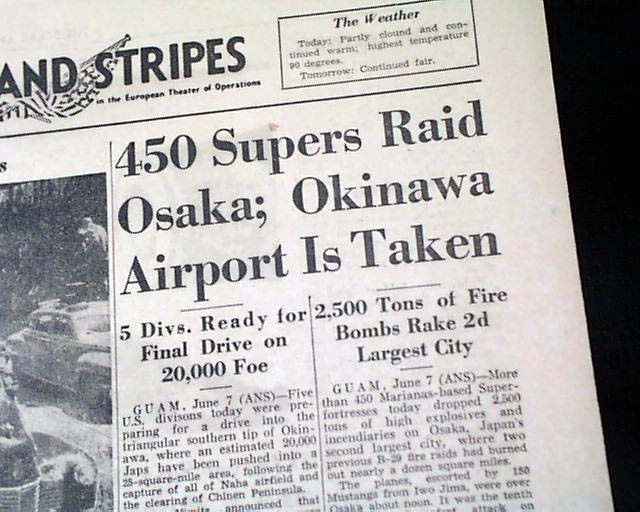 AND STRIPES
in the European Theater of Operations
The Weather
Today: Partly clound and con-
tinued warm; highest temperature
90 degrees.
Tomorrow: Continued fair.
s
450 Supers Raid
Osaka; Okinawa
Airport Is Taken
5 Divs. Ready for
Final Drive on
20,000 Foe
GUAM, June 7 (ANS)—Five
U.S. divisons today were pre-
paring for a drive into the
triangular southern tip of Okin-
awa, where an estimated 20,000
Japs have been pushed into a
25-square-mile area, following the
capture of all of Naha airfield and
the clearing of Chinen Peninsula.
announced that
2,500 Tons of Fire
Bombs Rake 2d
Largest City
GUAM, June 7 (ANS)—More
than 450 Marianas-based Super-
fortresses today dropped 2,500
tons of high explosives and
incendiaries on Osaka, Japan's
second largest city, where two
previous B-29 fire raids had burned
out nearly a dozen square miles.
The planes, escorted by 150
Mustangs from Iwo Jima, were over
Osaka about noon. It was the tenth
attack on